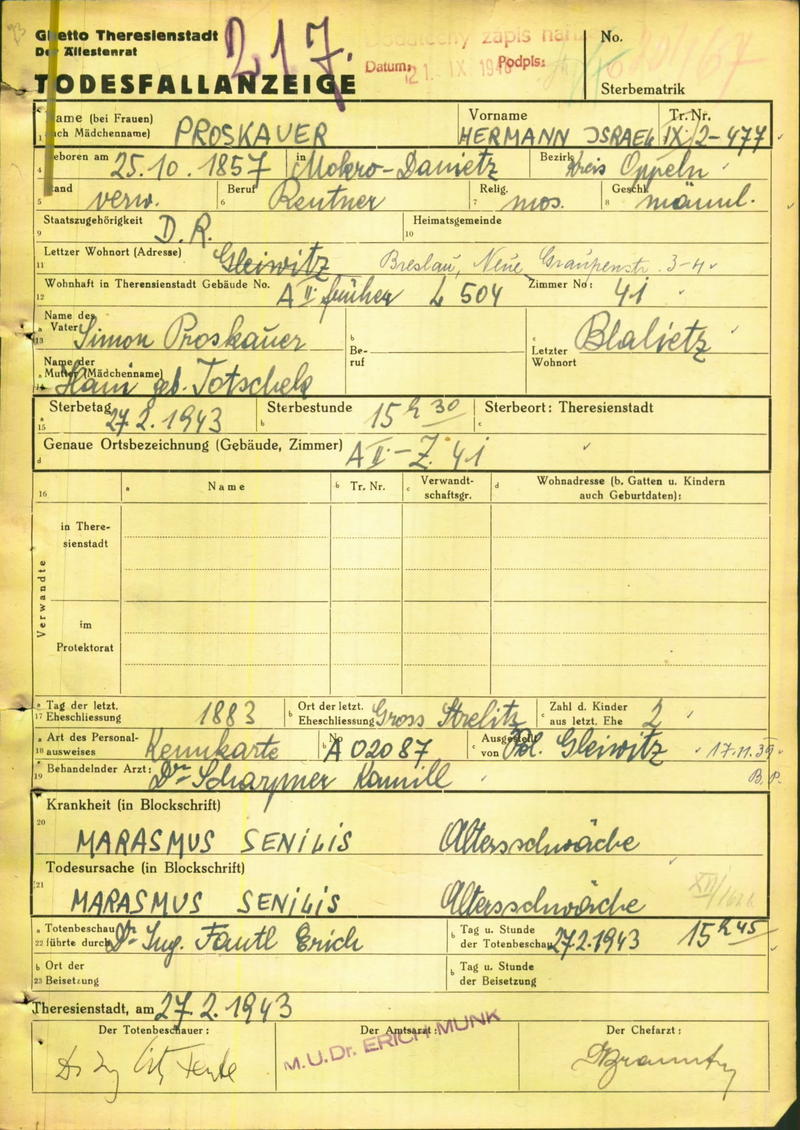 Ghetto Theresienstadt
Der Ältestenrat
TODESFALLANZEIGE
217.
Datum: 21. IX Podpis:
No.
Sterbematrik
Name (bei Frauen) auch Mädchenname) PROSKAUER Vorname HERMANN ISRAEL Tr. Nr. IX/2-477
Geboren am 25.10.1857 in Mokro-Danietz Bezirk Kreis Oppeln
Stand verw. Beruf Rentner Relig. mos. Geschl. männl.
Staatszugehörigkeit D.R. Heimatsgemeinde
Lettzer Wohnort (Adresse) Gleiwitz Breslau, Neue Graupenstr. 3-4
Wohnhaft in Theresienstadt Gebäude No. A II früher L 504 Zimmer No: 41
Name des Vaters Simon Proskauer Beruf Letzter Wohnort
Name der Mutter (Mädchenname) geb. Totschek
Sterbetag 27.2.1943 Sterbestunde 15 h 30 Sterbeort: Theresienstadt
Genaue Ortsbezeichnung (Gebäude, Zimmer) A II - Z. 41
Name Tr. Nr. Verwandtschaftsgr. Wohnadresse (b. Gatten u. Kindern auch Geburtdaten):
Verwandte
in Theresienstadt
im Protektorat
Tag der letzt. Eheschliessung 1883 Ort der letzt. Eheschliessung Gross Strelitz Zahl d. Kinder aus letzt. Ehe 2
Art des Personalausweises Kennkarte No A 02087 Ausgestellt von Pol. Gleiwitz 17.11.39
B.P.
Behandelnder Arzt: Dr Kamill
Krankheit (in Blockschrift)
MARASMUS SENILIS Altersschwäche
Todesursache (in Blockschrift)
MARASMUS SENILIS Altersschwäche
Totenbeschau führte durch Dr Ing. Fantl Erich Tag u. Stunde der Totenbeschau 27.2.1943 15 h 45
Ort der Beisetzung Tag u. Stunde der Beisetzung
Theresienstadt, am 27.2.1943
Der Totenbeschauer: Der Amtsarzt: Der Chefarzt:
M.U.Dr. ERICH MUNK